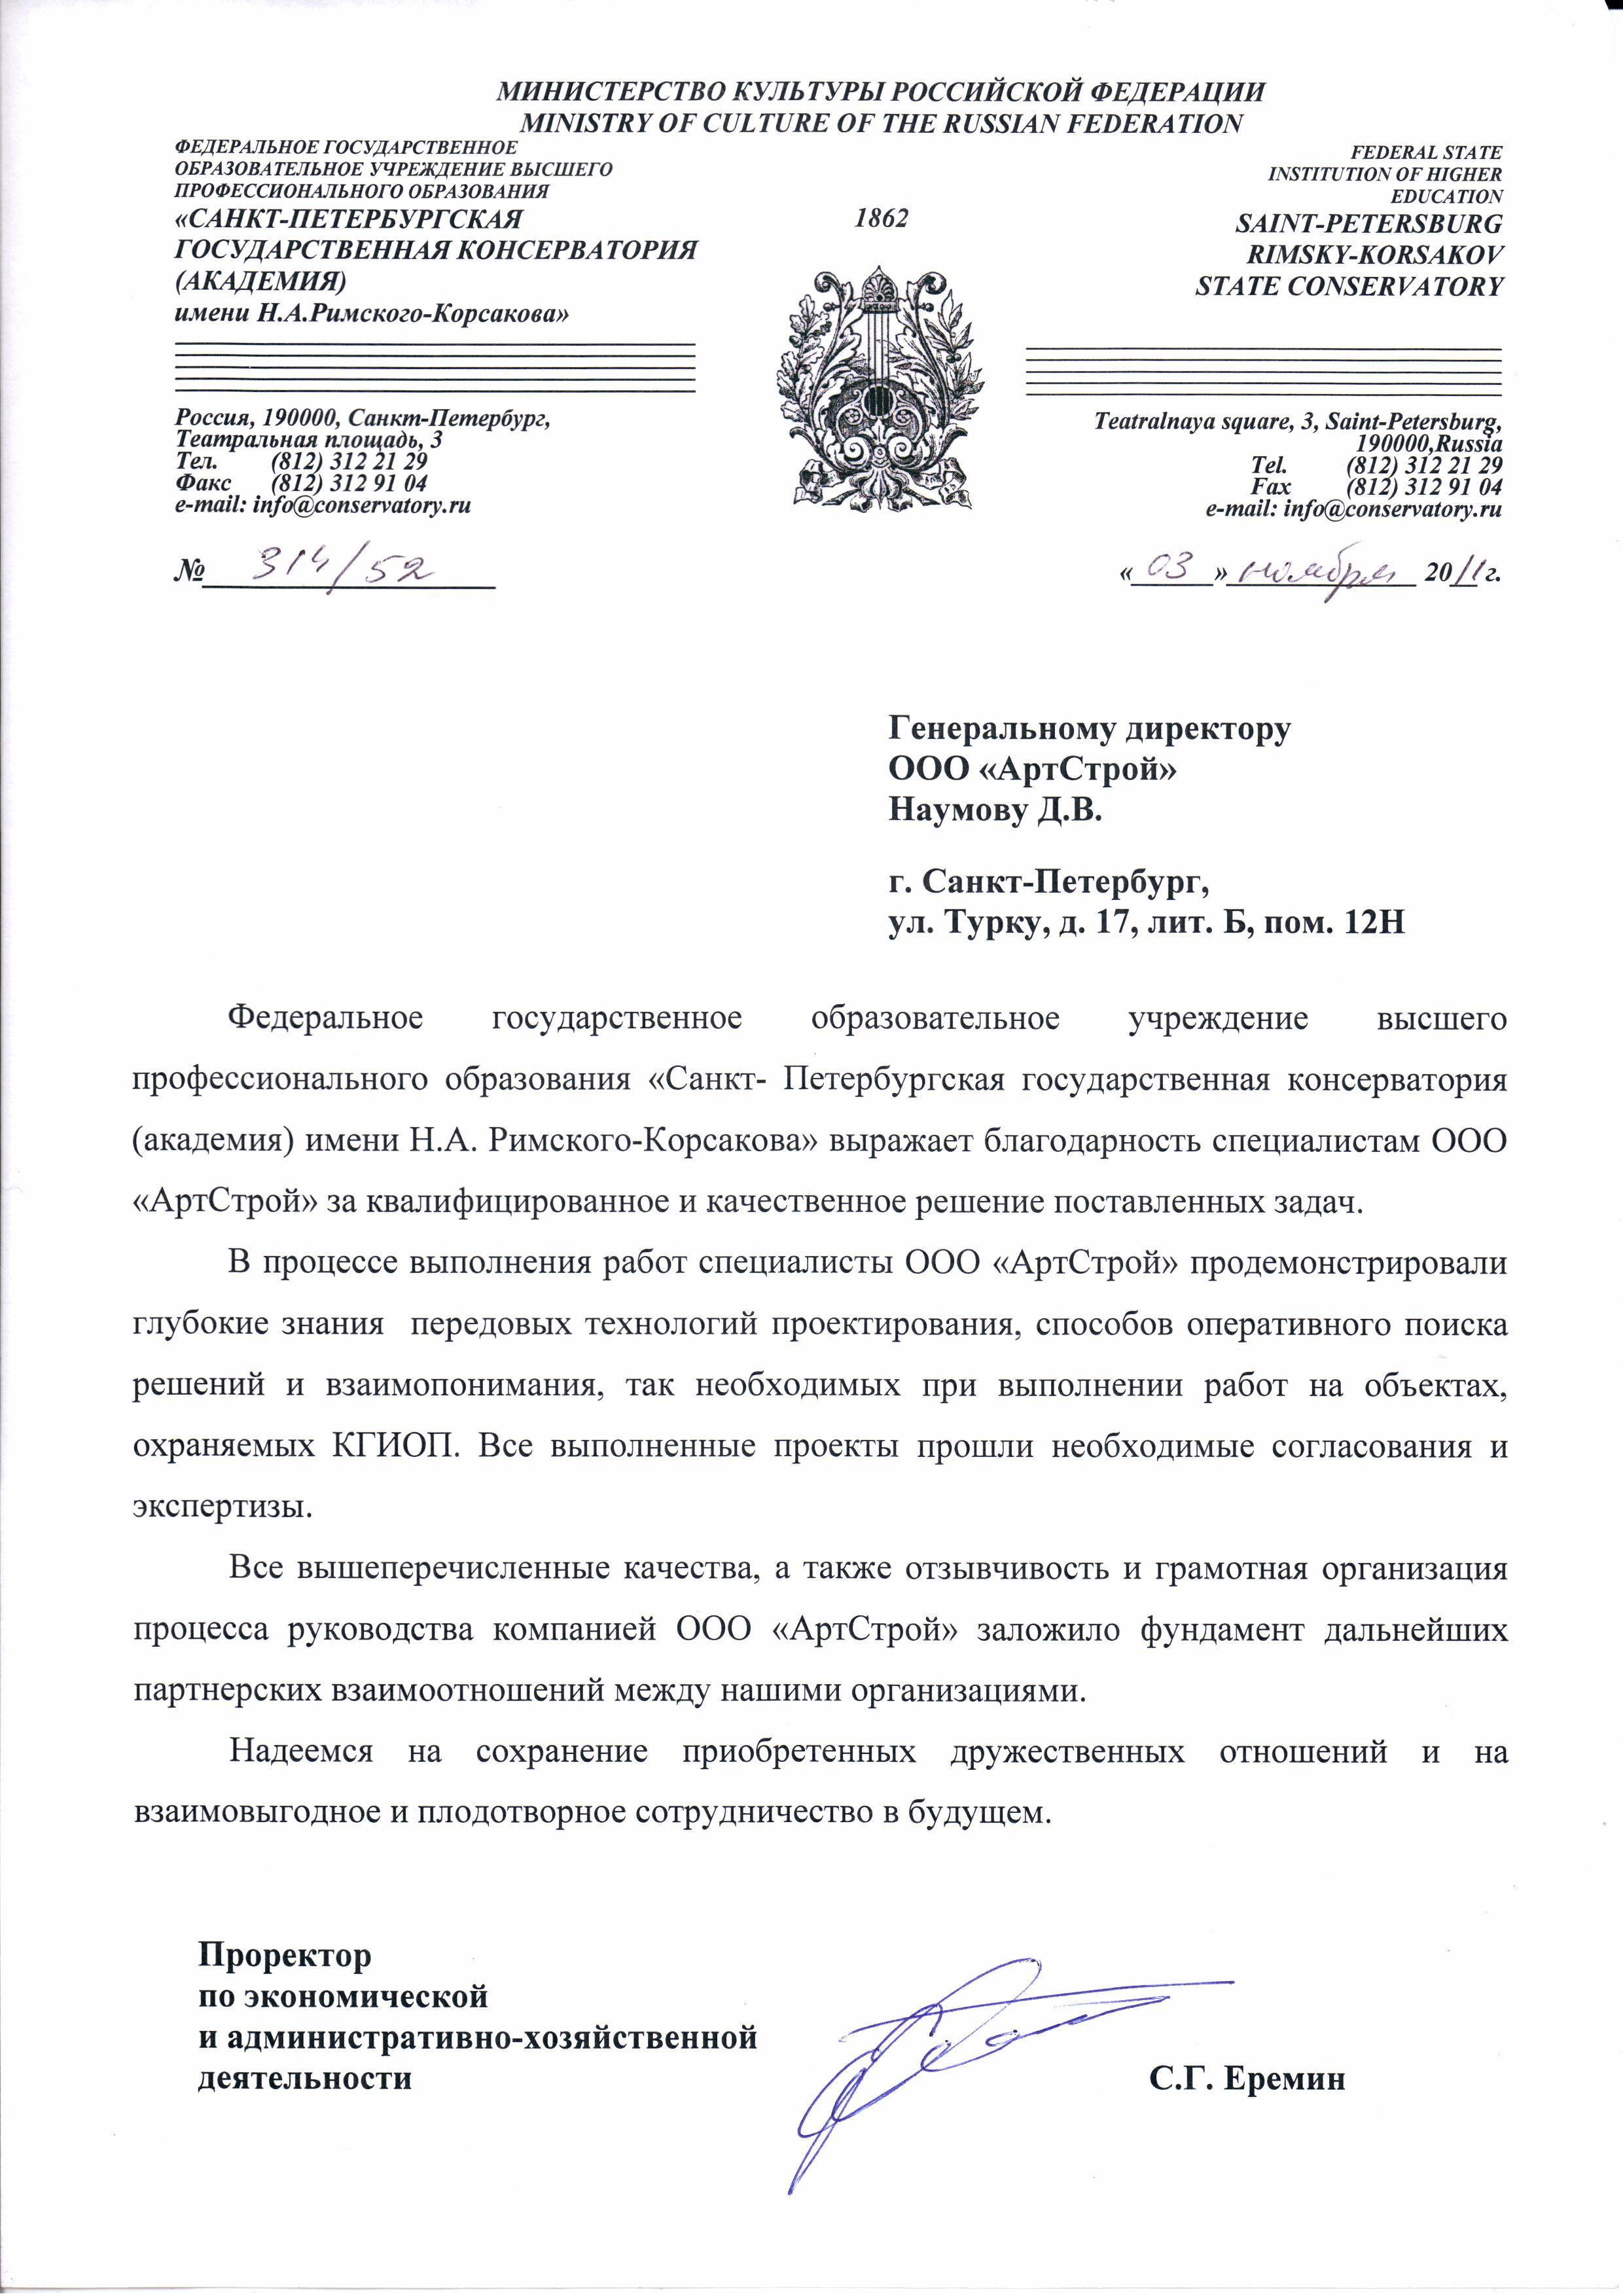 МИНИСТЕРСТВО КУЛЬТУРЫ РОССИЙСКОЙ ФЕДЕРАЦИИ
MINISTRY OF CULTURE OF THE RUSSIAN FEDERATION
ФЕДЕРАЛЬНОЕ ГОСУДАРСТВЕННОЕ
ОБРАЗОВАТЕЛЬНОЕ УЧРЕЖДЕНИЕ ВЫСШЕГО
ПРОФЕССИОНАЛЬНОГО ОБРАЗОВАНИЯ
«САНКТ-ПЕТЕРБУРГСКАЯ
ГОСУДАРСТВЕННАЯ КОНСЕРВАТОРИЯ
(АКАДЕМИЯ)
имени Н.А.Римского-Корсакова»
Россия, 190000, Санкт-Петербург,
Театральная площадь, 3
Тел. (812) 312 21 29
Факс (812) 312 91 04
e-mail: info@conservatory.ru
1862
FEDERAL STATE
INSTITUTION OF HIGHER
EDUCATION
SAINT-PETERSBURG
RIMSKY-KORSAKOV
STATE CONSERVATORY
Teatralnaya square, 3, Saint-Petersburg,
190000,Russia
Tel. (812) 312 21 29
Fax (812) 312 91 04
e-mail: info@conservatory.ru
№ 314/52
«03» ноября 2011 г.
Генеральному директору
ООО «АртСтрой»
Наумову Д.В.
г. Санкт-Петербург,
ул. Турку, д. 17, лит. Б, пом. 12Н
Федеральное государственное образовательное учреждение высшего
профессионального образования «Санкт- Петербургская государственная консерватория
(академия) имени Н.А. Римского-Корсакова» выражает благодарность специалистам ООО
«АртСтрой» за квалифицированное и качественное решение поставленных задач.
В процессе выполнения работ специалисты ООО «АртСтрой» продемонстрировали
глубокие знания передовых технологий проектирования, способов оперативного поиска
решений и взаимопонимания, так необходимых при выполнении работ на объектах,
охраняемых КГИОП. Все выполненные проекты прошли необходимые согласования и
экспертизы.
Все вышеперечисленные качества, а также отзывчивость и грамотная организация
процесса руководства компанией ООО «АртСтрой» заложило фундамент дальнейших
партнерских взаимоотношений между нашими организациями.
Надеемся на сохранение приобретенных дружественных отношений и на
взаимовыгодное и плодотворное сотрудничество в будущем.
Проректор
по экономической
и административно-хозяйственной
деятельности
С.Г. Еремин